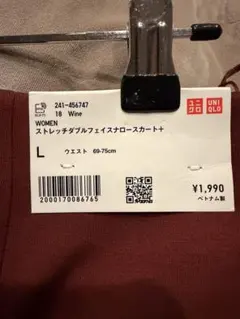 241-456747
18 Wine
WOMEN
ストレッチダブルフェイスナロースカート+
ユニ
クロ
UNI
QLO
L
ウエスト 69-75cm
2000170086765
¥1,990
ベトナム製